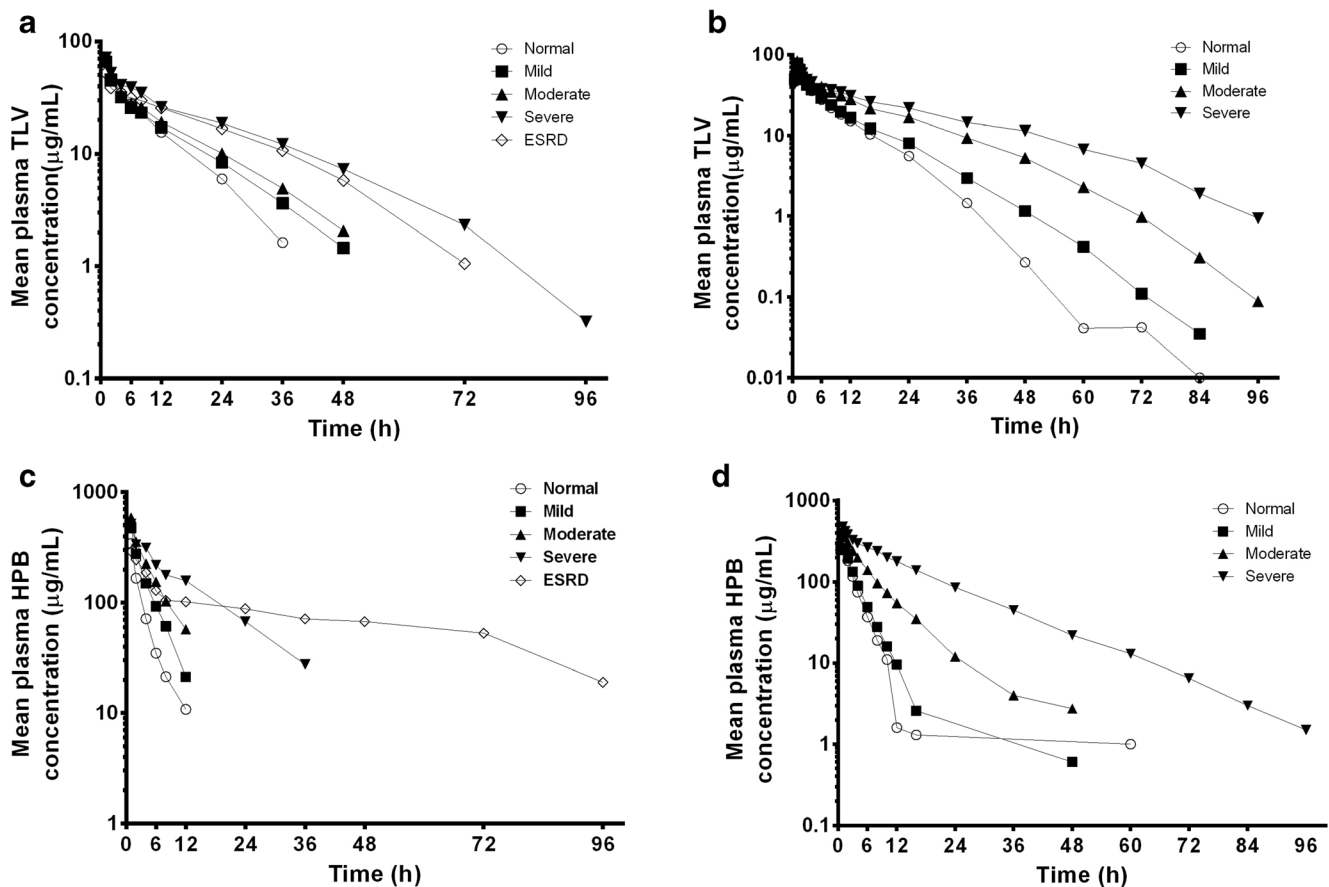 a
100
10
1
0.1
Mean plasma TLV
concentration(μg/mL)
0 6 12 24 36 48 72 96
Time (h)
Normal
Mild
Moderate
Severe
ESRD
b
100
10
1
0.1
0.01
Mean plasma TLV
concentration(μg/mL)
0 6 12 24 36 48 60 72 84 96
Time (h)
Normal
Mild
Moderate
Severe
c
1000
100
10
1
Mean plasma HPB
concentration (μg/mL)
0 6 12 24 36 48 72 96
Time (h)
Normal
Mild
Moderate
Severe
ESRD
d
1000
100
10
1
0.1
Mean plasma HPB
concentration (μg/mL)
0 6 12 24 36 48 60 72 84 96
Time (h)
Normal
Mild
Moderate
Severe